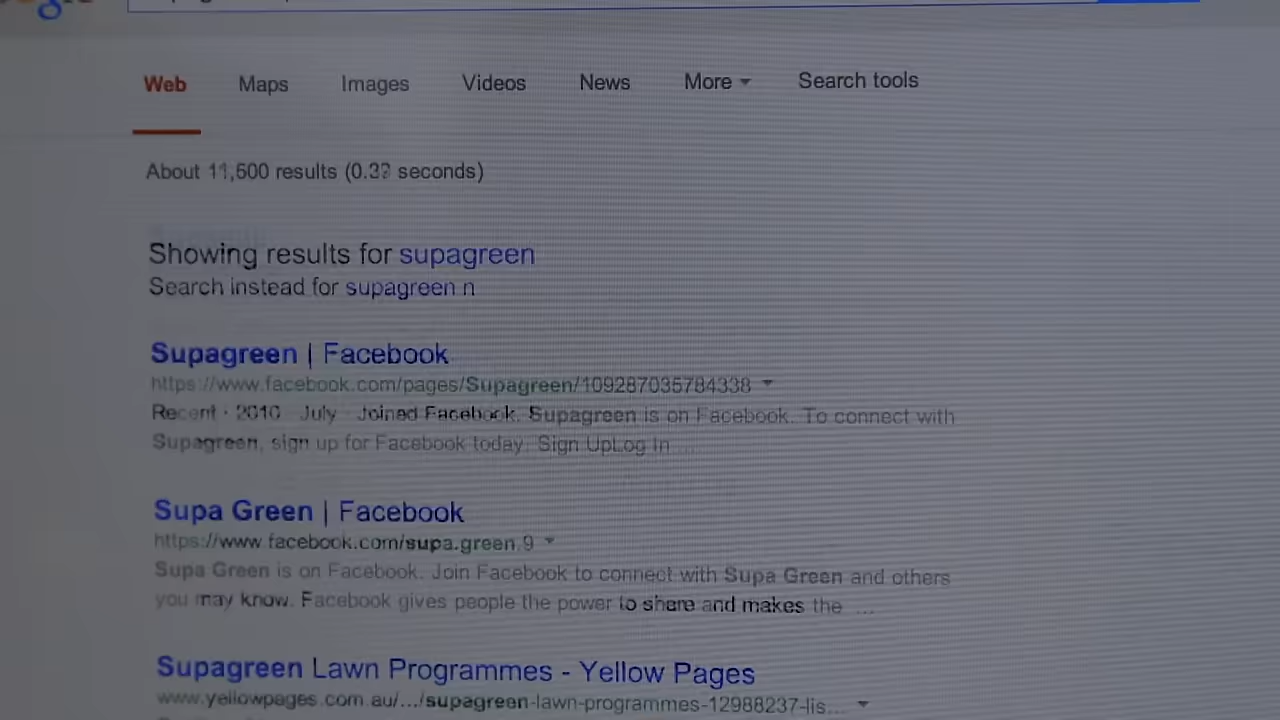 Web Maps Images Videos News More Search tools
About 11,500 results (0.32 seconds)
Showing results for supagreen
Search instead for supagreen n
Supagreen | Facebook
https://www.facebook.com/pages/Supagreen/109287035784338
Recent · 2010 · July · Joined Facebook. Supagreen is on Facebook. To connect with
Supagreen, sign up for Facebook today. Sign UpLog In ...
Supa Green | Facebook
https://www.facebook.com/supa.green.9
Supa Green is on Facebook. Join Facebook to connect with Supa Green and others
you may know. Facebook gives people the power to share and makes the ...
Supagreen Lawn Programmes - Yellow Pages
www.yellowpages.com.au/.../supagreen-lawn-programmes-12988237-lis...